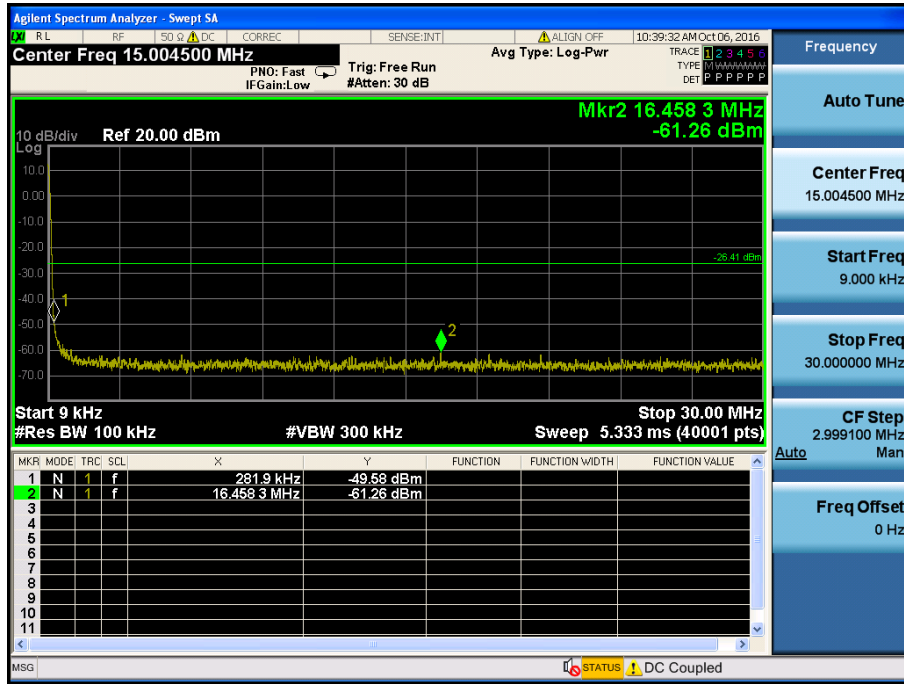 Agilent Spectrum Analyzer - Swept SA
LXI RL RF 50 Ω DC CORREC SENSE:INT ALIGN OFF 10:39:32 AM Oct 06, 2016
Center Freq 15.004500 MHz
PNO: Fast
IFGain:Low
Trig: Free Run
#Atten: 30 dB
Avg Type: Log-Pwr
TRACE 1 2 3 4 5 6
TYPE M W W W W W
DET P P P P P P
Mkr2 16.458 3 MHz
-61.26 dBm
10 dB/div Ref 20.00 dBm
Log
10.0
0.00
-10.0
-20.0
-26.41 dBm
-30.0
-40.0
1
-50.0
2
-60.0
-70.0
Start 9 kHz Stop 30.00 MHz
#Res BW 100 kHz #VBW 300 kHz Sweep 5.333 ms (40001 pts)
MKR MODE TRC SCL X Y FUNCTION FUNCTION WIDTH FUNCTION VALUE
1 N 1 f 281.9 kHz -49.58 dBm
2 N 1 f 16.458 3 MHz -61.26 dBm
3
4
5
6
7
8
9
10
11
MSG STATUS DC Coupled
Frequency
Auto Tune
Center Freq
15.004500 MHz
Start Freq
9.000 kHz
Stop Freq
30.000000 MHz
CF Step
2.999100 MHz
Auto Man
Freq Offset
0 Hz